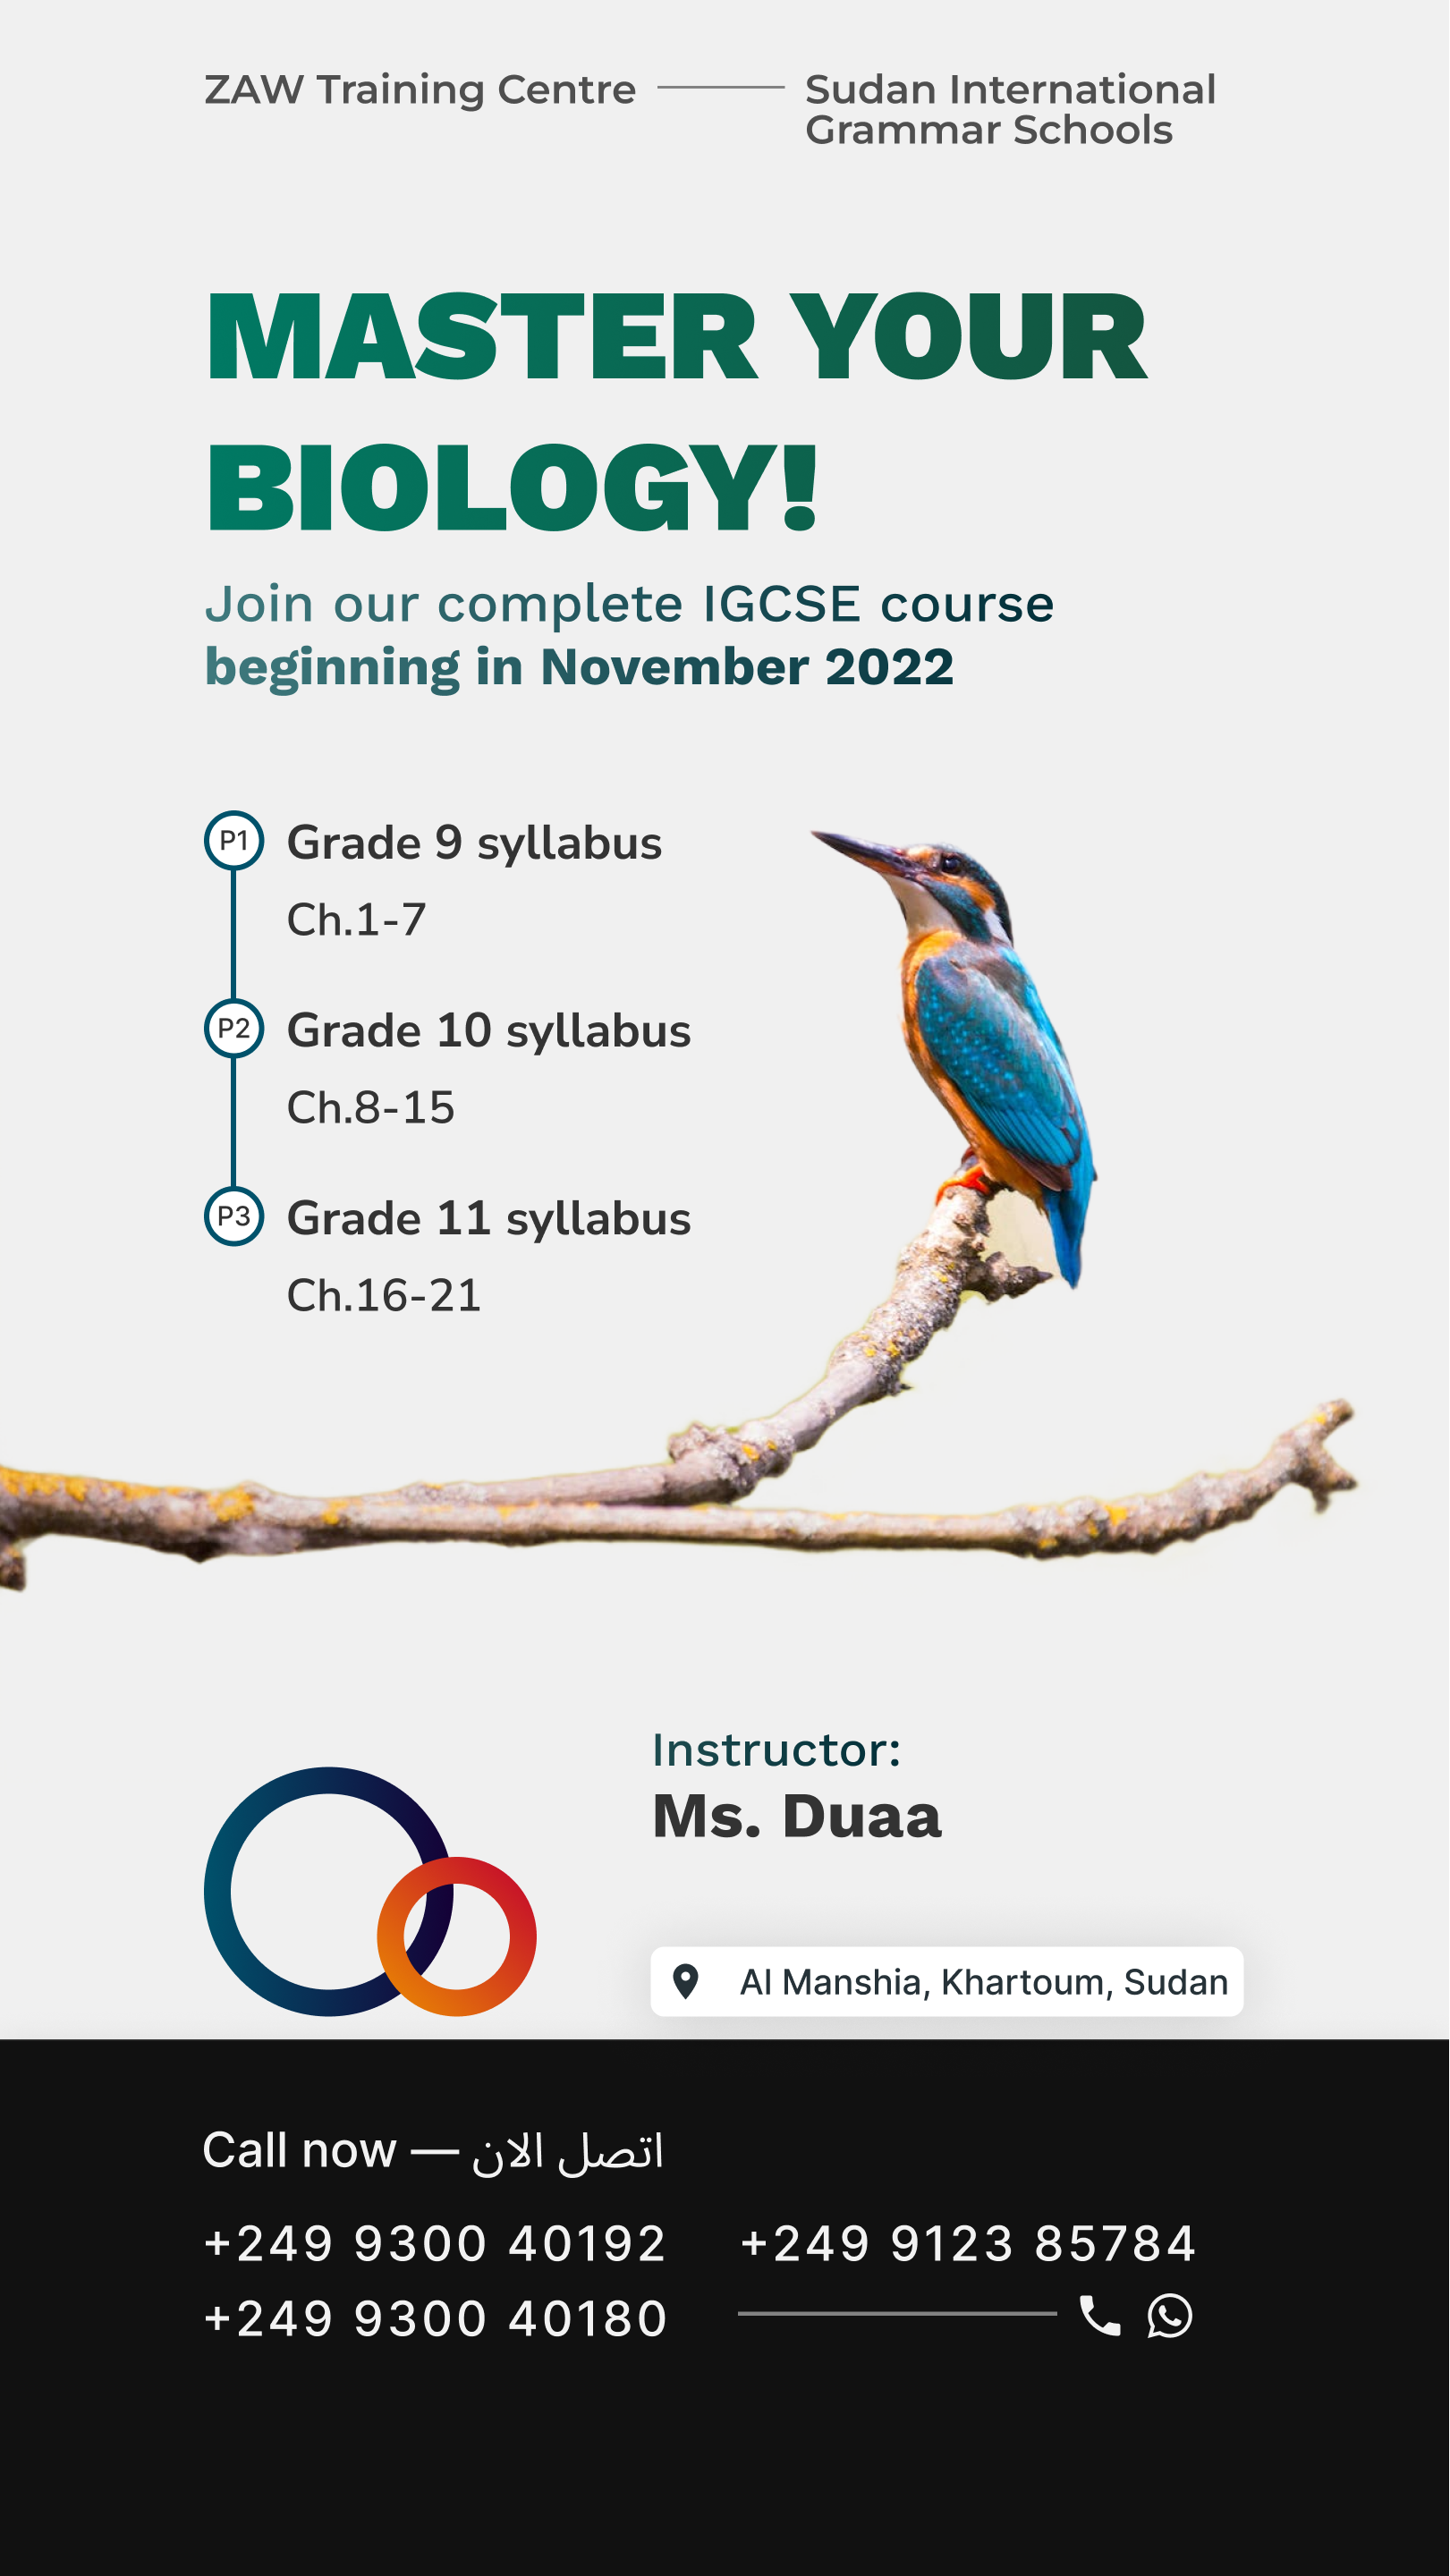 ZAW Training Centre
Sudan International
Grammar Schools
MASTER YOUR
BIOLOGY!
Join our complete IGCSE course
beginning in November 2022
P1 Grade 9 syllabus
Ch.1-7
P2 Grade 10 syllabus
Ch.8-15
P3 Grade 11 syllabus
Ch.16-21
Instructor:
Ms. Duaa
Al Manshia, Khartoum, Sudan
Call now — اتصل الان
+249 9300 40192
+249 9123 85784
+249 9300 40180